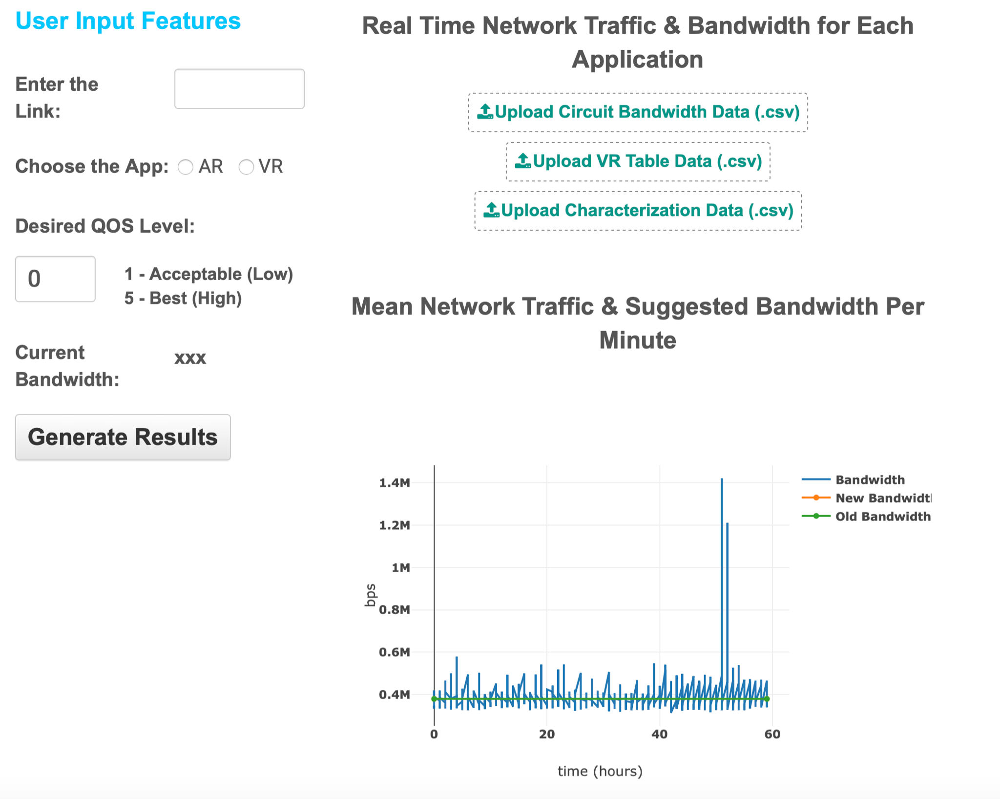 User Input Features
Enter the
Link:
Choose the App: AR VR
Desired QOS Level:
0
1 - Acceptable (Low)
5 - Best (High)
Current
Bandwidth:
xxx
Generate Results
Real Time Network Traffic & Bandwidth for Each
Application
Upload Circuit Bandwidth Data (.csv)
Upload VR Table Data (.csv)
Upload Characterization Data (.csv)
Mean Network Traffic & Suggested Bandwidth Per
Minute
1.4M
1.2M
1M
0.8M
0.6M
0.4M
bps
0 20 40 60
time (hours)
Bandwidth
New
Old Bandwidth